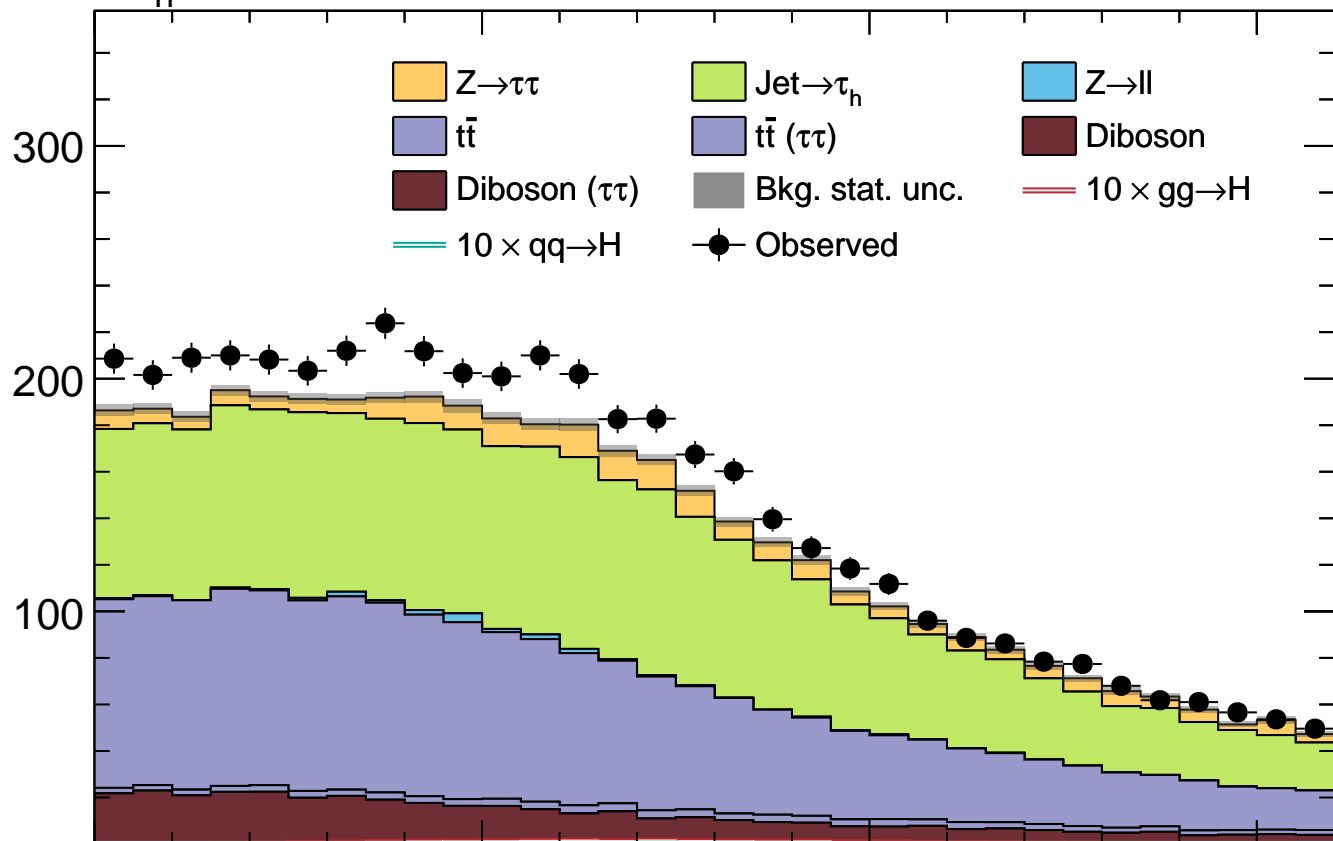 Z→ττ Jet→τh Z→ll
tt̄ tt̄ (ττ) Diboson
Diboson (ττ) Bkg. stat. unc. 10 × gg→H
10 × qq→H Observed
300
200
100